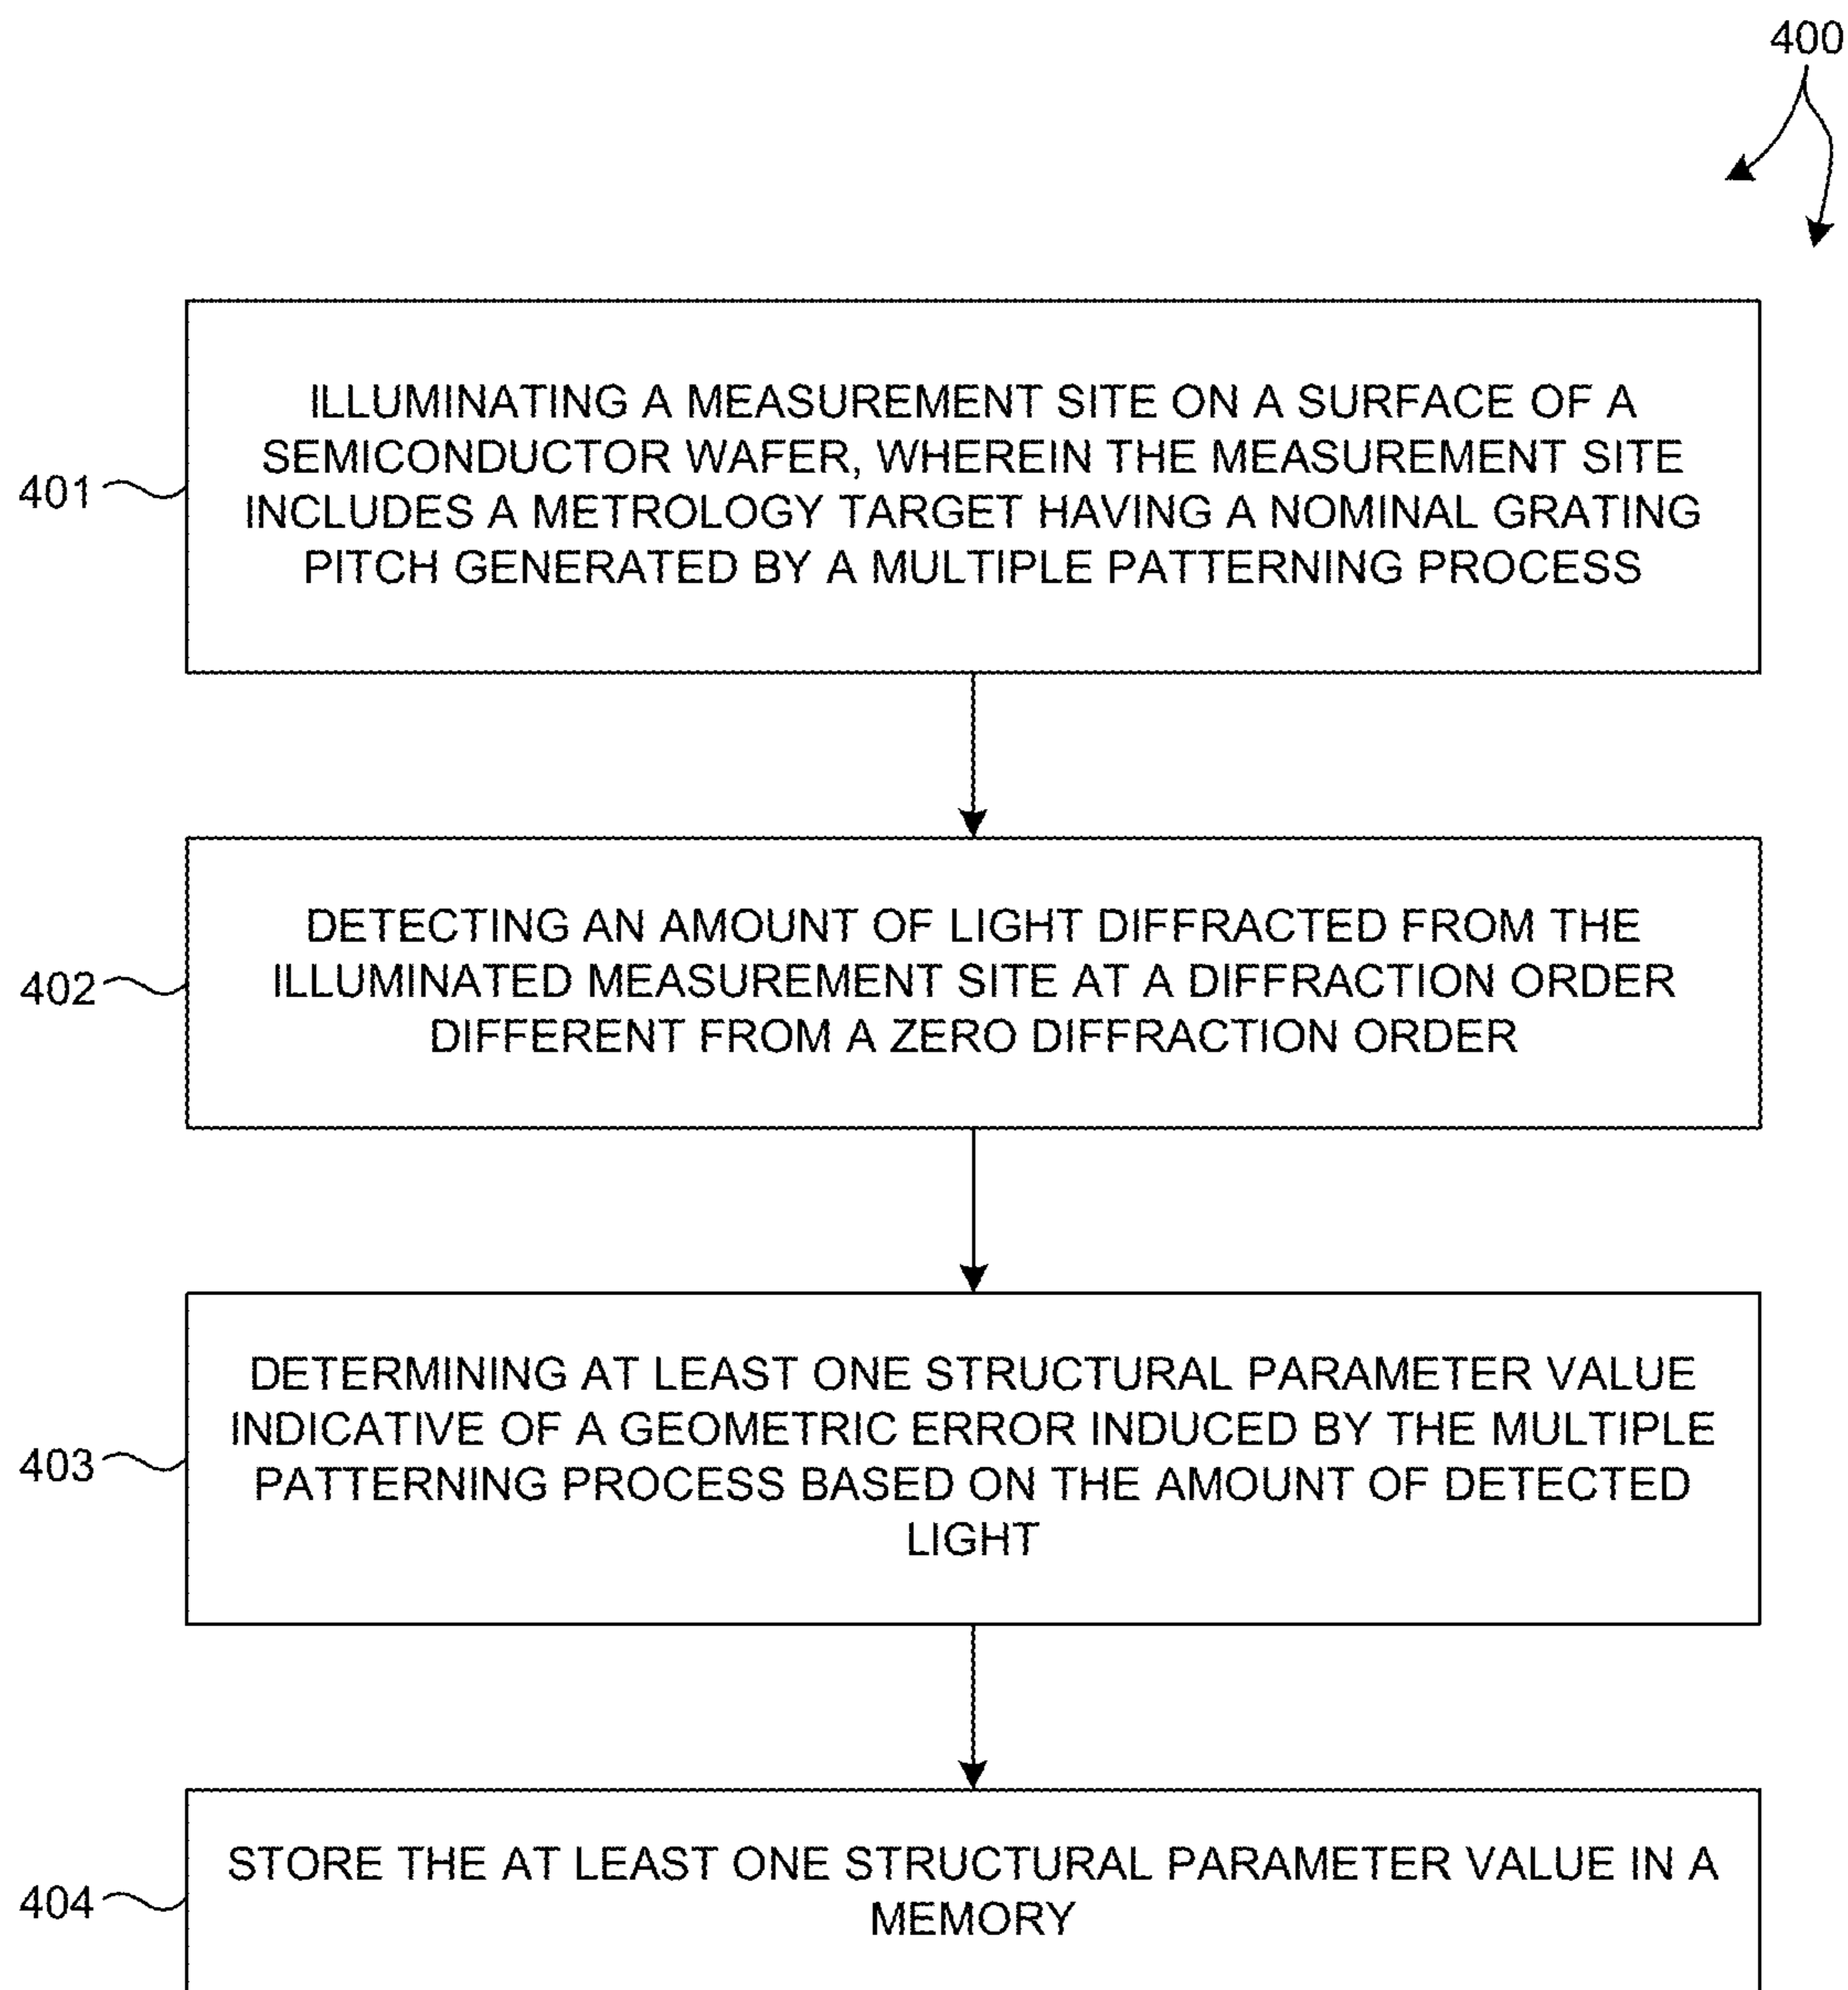 400
ILLUMINATING A MEASUREMENT SITE ON A SURFACE OF A
SEMICONDUCTOR WAFER, WHEREIN THE MEASUREMENT SITE
401
INCLUDES A METROLOGY TARGET HAVING A NOMINAL GRATING
PITCH GENERATED BY A MULTIPLE PATTERNING PROCESS
DETECTING AN AMOUNT OF LIGHT DIFFRACTED FROM THE
402
ILLUMINATED MEASUREMENT SITE AT A DIFFRACTION ORDER
DIFFERENT FROM A ZERO DIFFRACTION ORDER
DETERMINING AT LEAST ONE STRUCTURAL PARAMETER VALUE
INDICATIVE OF A GEOMETRIC ERROR INDUCED BY THE MULTIPLE
403
PATTERNING PROCESS BASED ON THE AMOUNT OF DETECTED
LIGHT
STORE THE AT LEAST ONE STRUCTURAL PARAMETER VALUE IN A
404
MEMORY